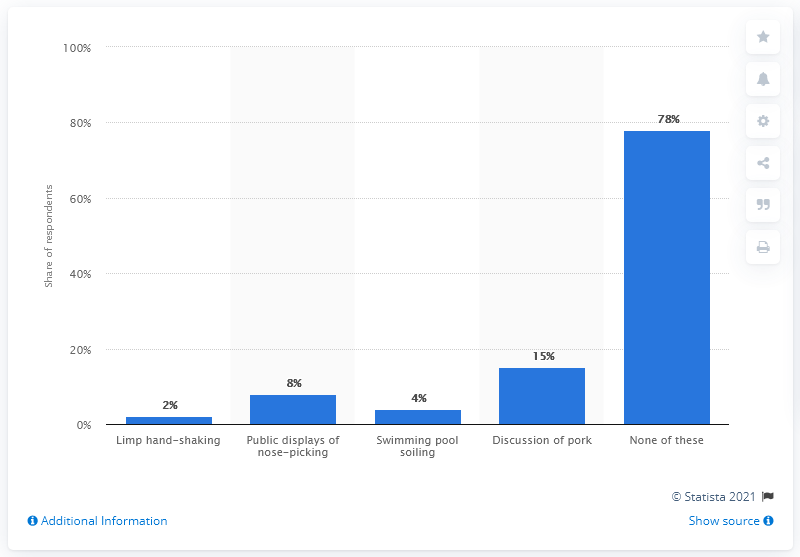 100%
80%
60%
40%
20%
0%
Share of respondents
2%
8%
4%
15%
78%
Limp hand-shaking
Public displays of
nose-picking
Swimming pool
soiling
Discussion of pork
None of these
© Statista 2021
Additional Information
Show source